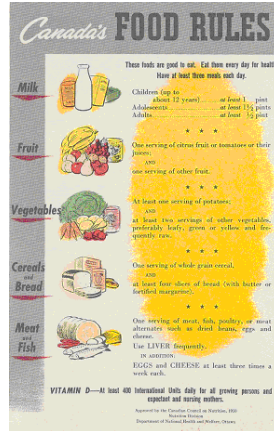 Canada's FOOD RULES
These foods are good to eat. Eat them every day for health
Have at least three meals each day.
Milk
Children (up to
about 12 years) ..... at least 1 pint
Adolescents ..... at least 1½ pints
Adults ..... at least ½ pint
* * *
Fruit
One serving of citrus fruit or tomatoes or their
juices;
AND
one serving of other fruit.
* * *
Vegetables
At least one serving of potatoes;
AND
at least two servings of other vegetables,
preferably leafy, green or yellow and fre-
quently raw.
* * *
Cereals
and
Bread
One serving of whole grain cereal.
AND
at least four slices of bread (with butter or
fortified margarine).
* * *
Meat
and
Fish
One serving of meat, fish, poultry, or meat
alternates such as dried beans, eggs and
cheese.
Use LIVER frequently.
IN ADDITION:
EGGS and CHEESE at least three times a
week each.
VITAMIN D—At least 400 International Units daily for all growing persons and
expectant and nursing mothers.
Approved by the Canadian Council on Nutrition,
Nutrition Division
Department of National Health and Welfare, Ottawa.